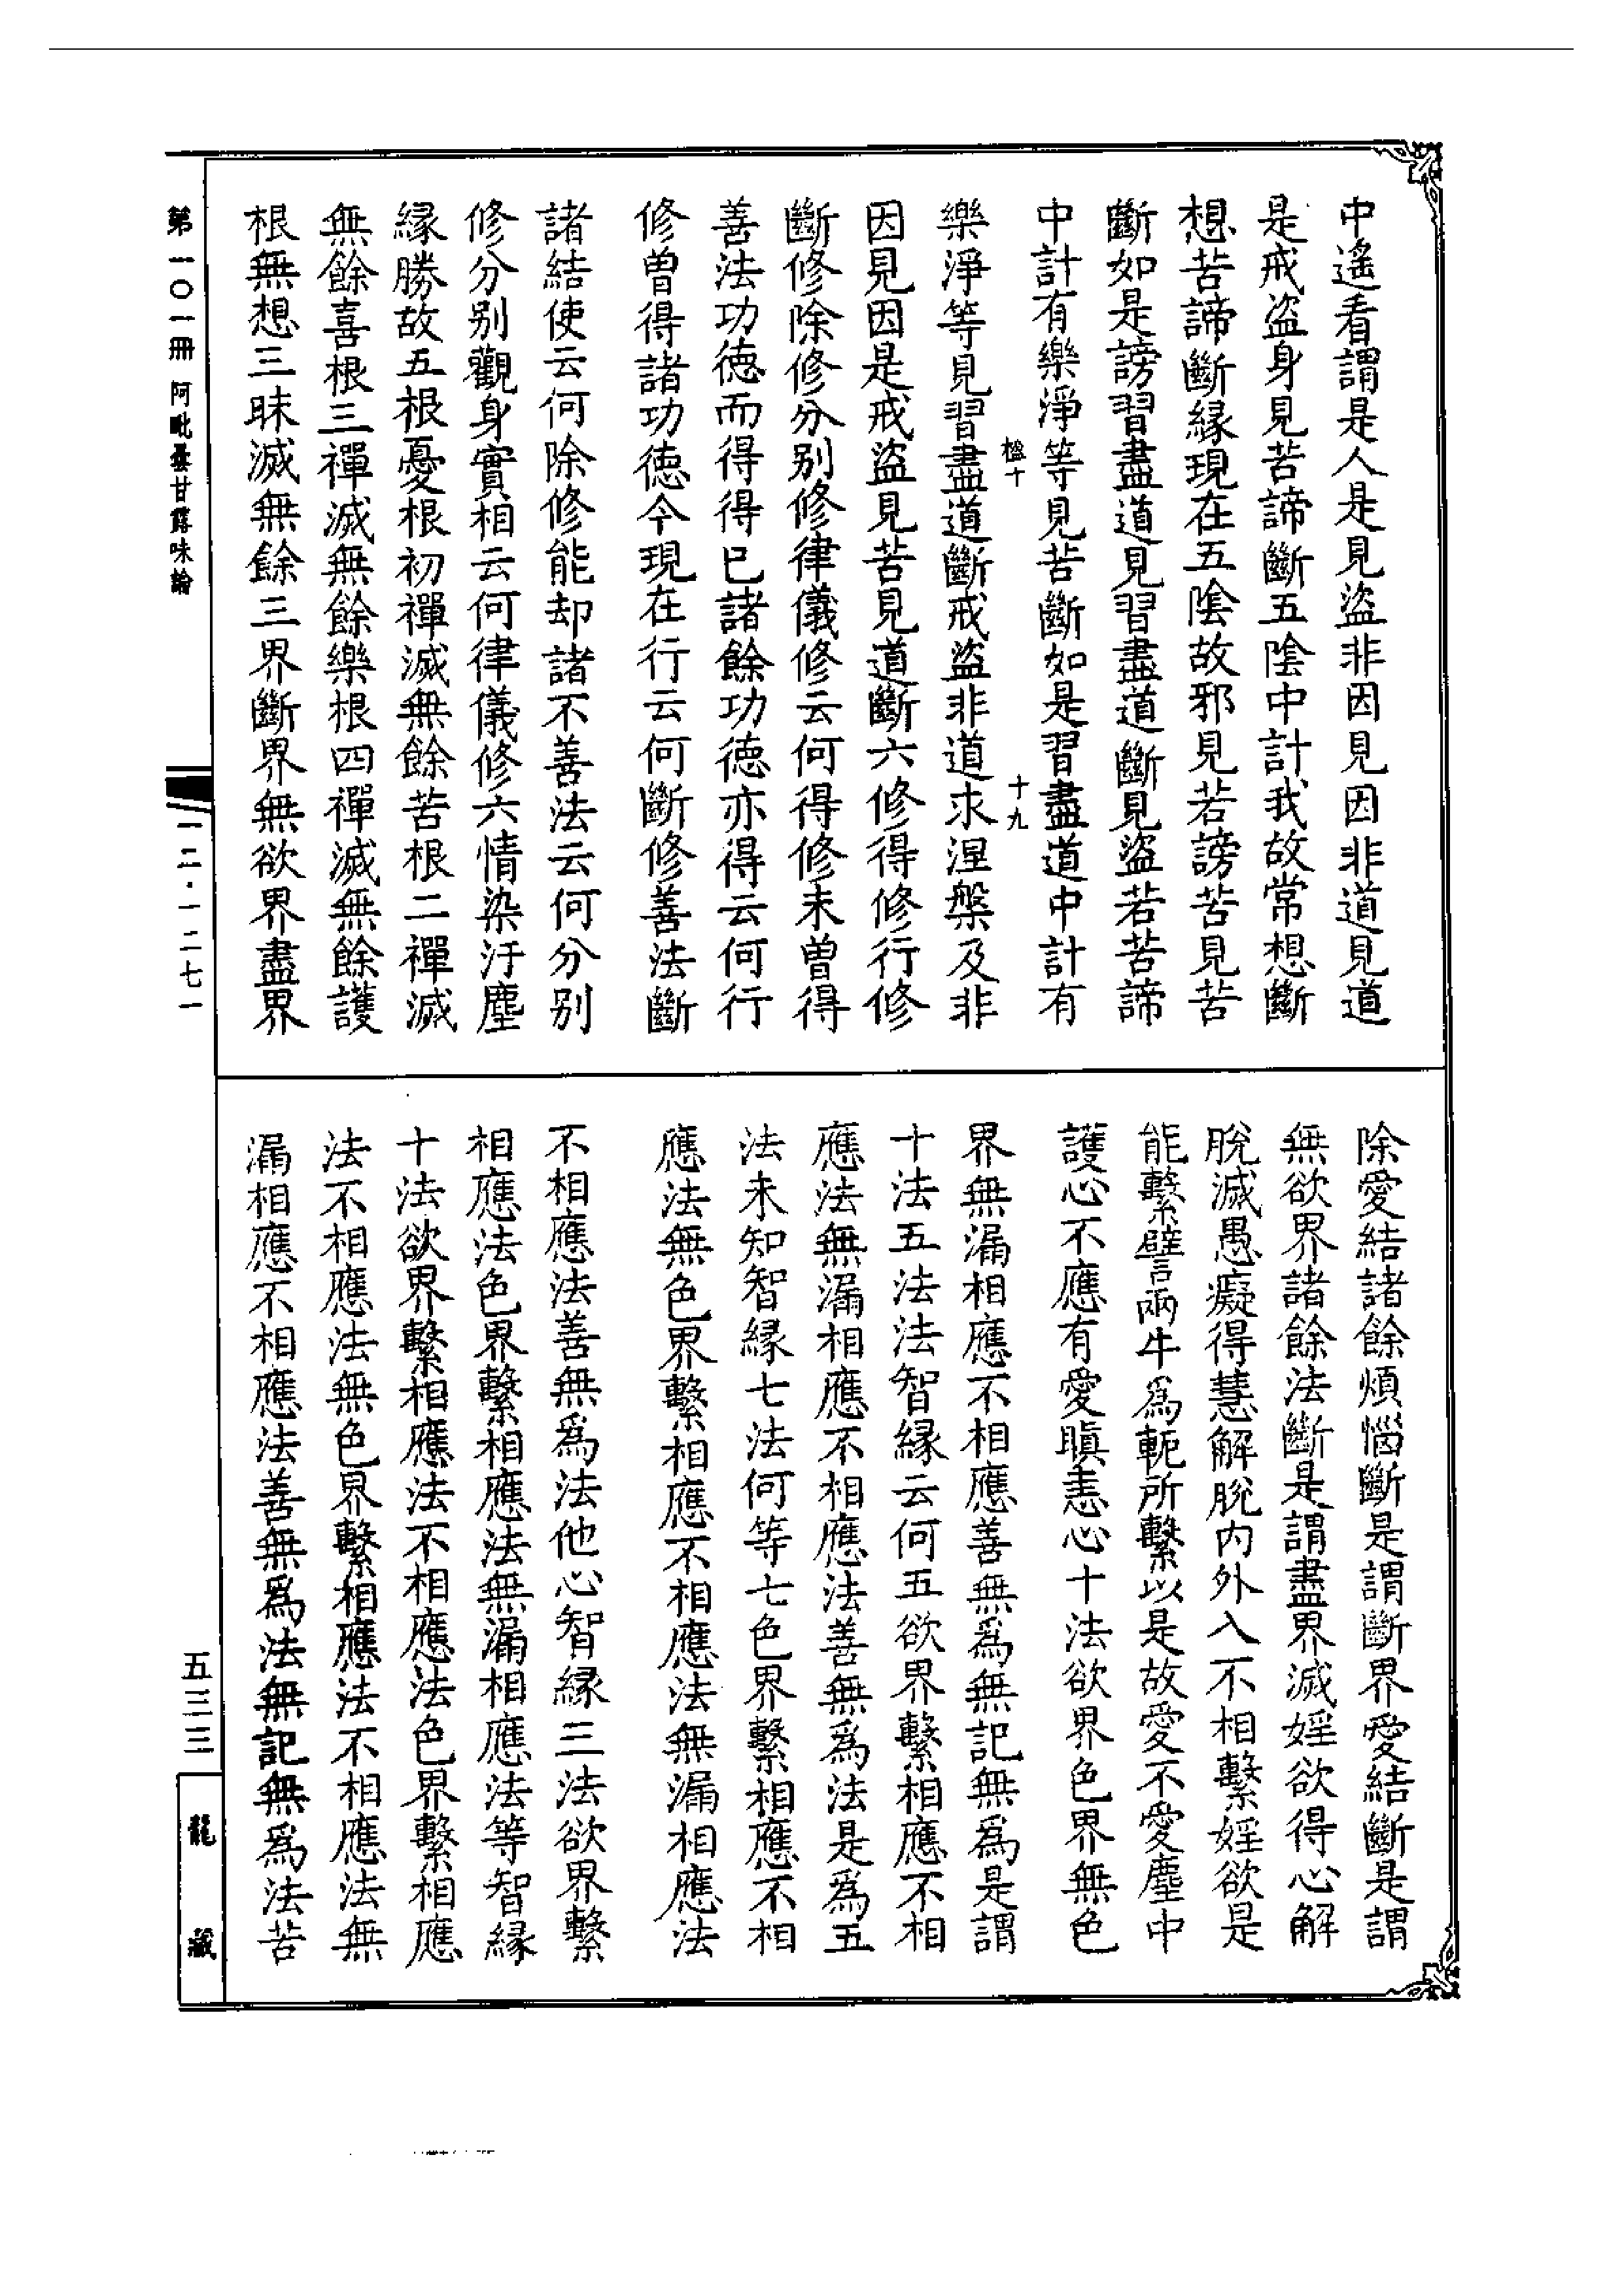 中遙看謂是人是見盜非因見因非道見道
是戒盜身見苦諦斷五陰中計我故常想斷
想苦諦斷緣現在五陰故邪見若謗苦見苦
斷如是謗習盡道見習盡道斷見盜若苦諦
中計有樂淨等見苦斷如是習盡道中計有
十九
樂淨等見習盡道斷戒盜非道求涅槃及非
因見因是戒盜見苦見道斷六修得修行修
斷修除修分別修律儀修云何得修未曾得
善法功德而得得已諸餘功德亦得云何行
修曾得諸功德今現在行云何斷修善法斷
諸結使云何除修能却諸不善法云何分別
修分別觀身實相云何律儀修六情染汙塵
緣勝故五根憂根初禪滅無餘苦根二禪滅
無餘喜根三禪滅無餘樂根四禪滅無餘護
根無想三昧滅無餘三界斷界無欲界盡界
除愛結諸餘煩惱斷是謂斷界愛結斷是謂
無欲界諸餘法斷是謂盡界滅婬欲得心解
脫滅愚癡得慧解脫內外入不相繫婬欲是
能繫譬兩牛為軛所繫以是故愛不愛塵中
護心不應有愛瞋恚心十法欲界色界無色
界無漏相應不相應善無為無記無為是謂
十法五法法智緣云何五欲界繫相應不相
應法無漏相應不相應法善無為法是為五
法未知智緣七法何等七色界繫相應不相
應法無色界繫相應不相應法無漏相應法
不相應法善無為法他心智緣三法欲界繫
相應法色界繫相應法無漏相應法等智緣
十法欲界繫相應法不相應法色界繫相應
法不相應法無色界繫相應法不相應法無
漏相應不相應法善無為法無記無為法苦
第一〇一冊 阿毗曇甘露味論
一二·一二七一
五三三
龍藏